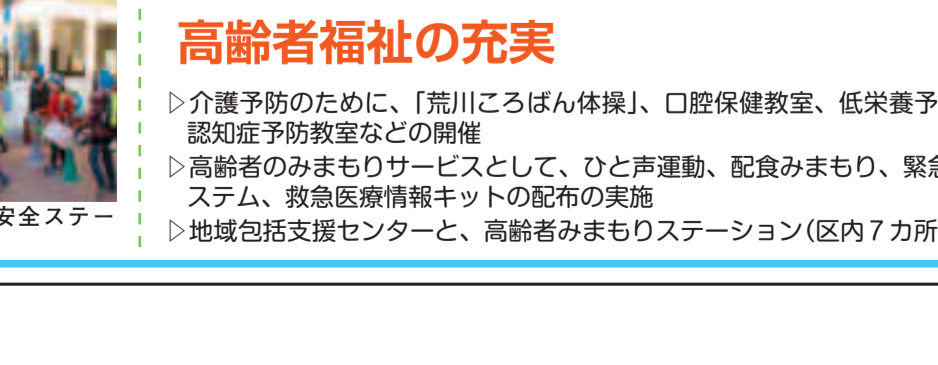 高齢者福祉の充実
▷介護予防のために、「荒川ころばん体操」、口腔保健教室、低栄養予
認知症予防教室などの開催
▷高齢者のみまもりサービスとして、ひと声運動、配食みまもり、緊急
ステム、救急医療情報キットの配布の実施
▷地域包括支援センターと、高齢者みまもりステーション(区内7カ所
安全ステー